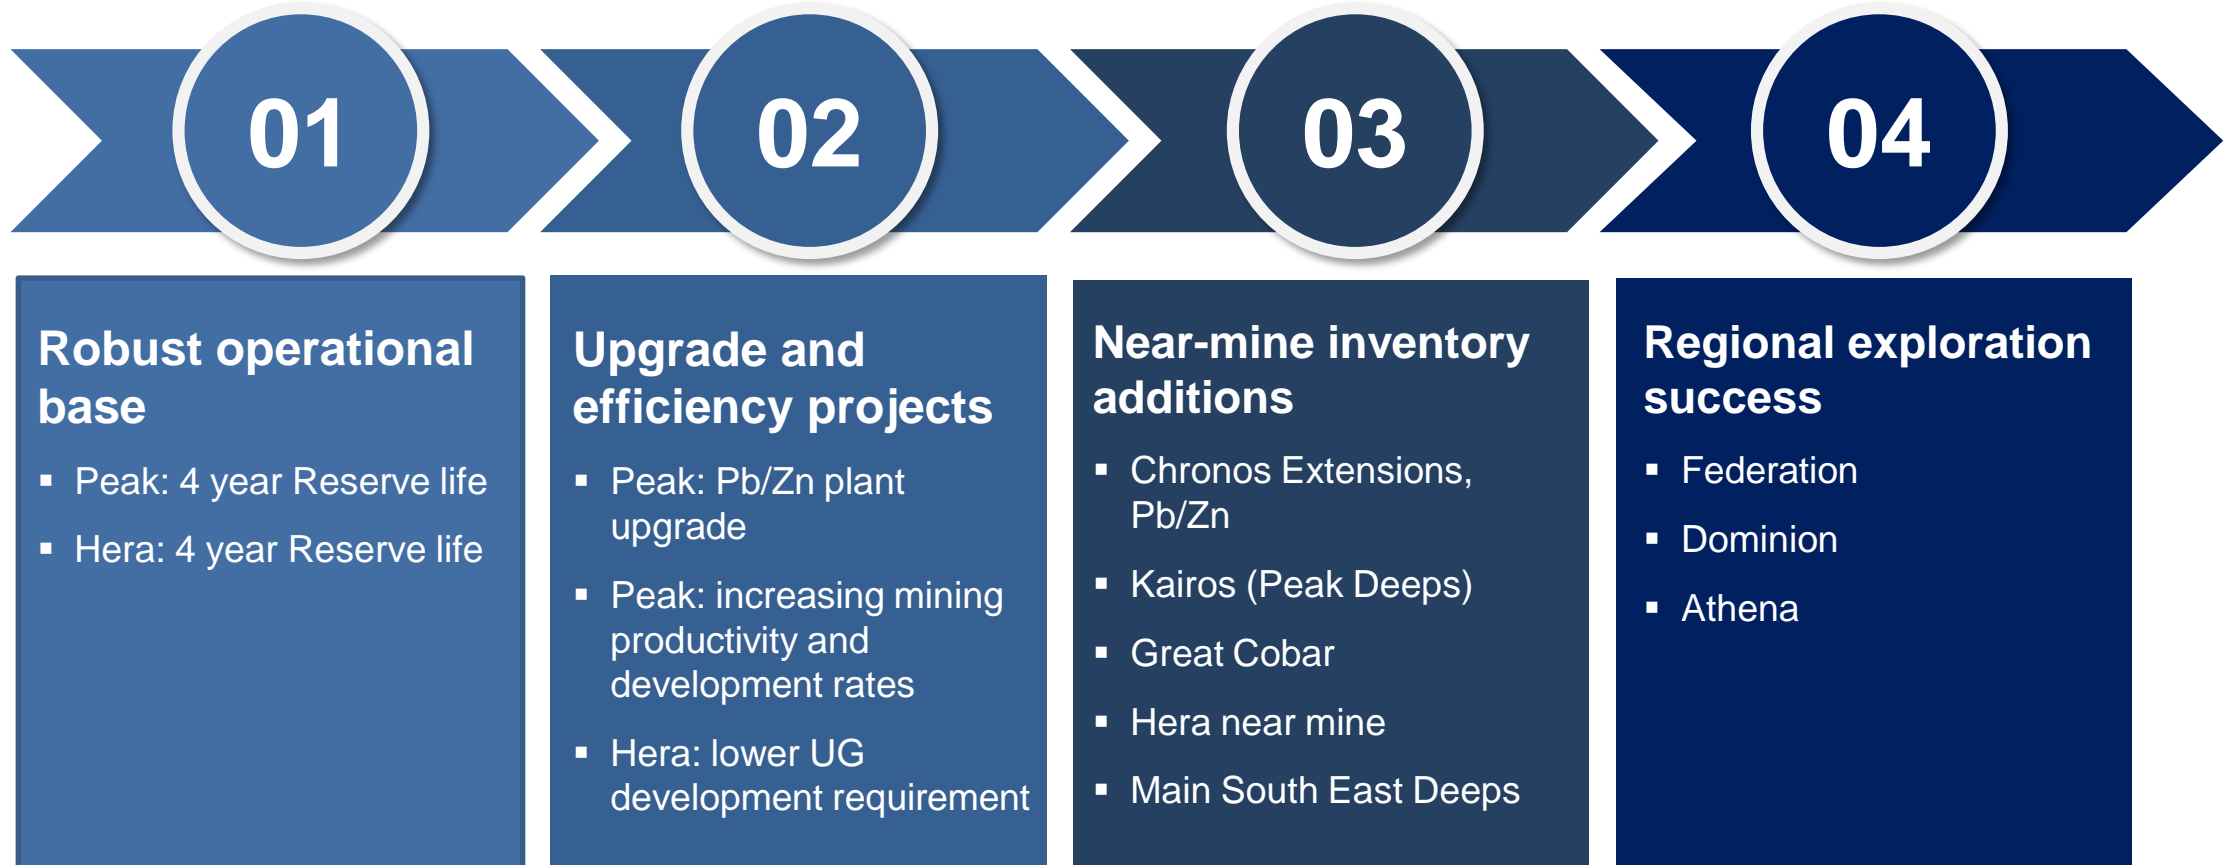 01
02
03
04
Robust operational
base
▪ Peak: 4 year Reserve life
▪ Hera: 4 year Reserve life
Upgrade and
efficiency projects
▪ Peak: Pb/Zn plant
upgrade
▪ Peak: increasing mining
productivity and
development rates
▪ Hera: lower UG
development requirement
Near-mine inventory
additions
▪ Chronos Extensions,
Pb/Zn
▪ Kairos (Peak Deeps)
▪ Great Cobar
▪ Hera near mine
▪ Main South East Deeps
Regional exploration
success
▪ Federation
▪ Dominion
▪ Athena